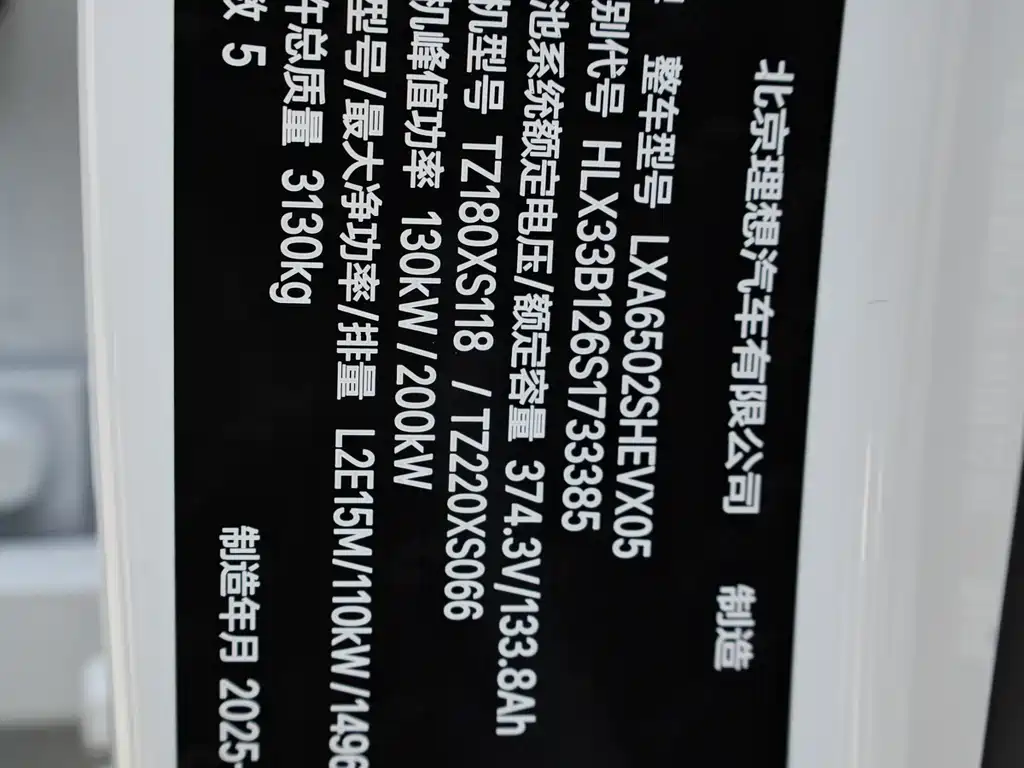 北京理想汽车有限公司 制造
整车型号 LXA6502SHEVX05
别代号 HLX33B126S1733385
池系统额定电压/额定容量 374.3V/133.8Ah
机型号 TZ180XS118 /TZ220XS066
机峰值功率 130kW/200kW
型号/最大净功率/排量 L2E15M/110kW/1496
总质量 3130kg
数 5
制造年月 2025-